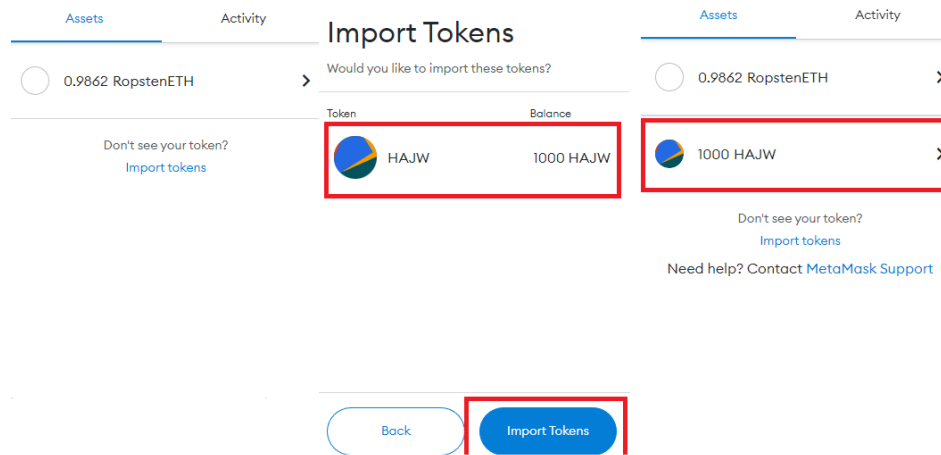 Assets Activity
0.9862 RopstenETH
Don't see your token?
Import tokens
Import Tokens
Would you like to import these tokens?
Token Balance
HAJW 1000 HAJW
Back Import Tokens
Assets Activity
0.9862 RopstenETH
1000 HAJW
Don't see your token?
Import tokens
Need help? Contact MetaMask Support